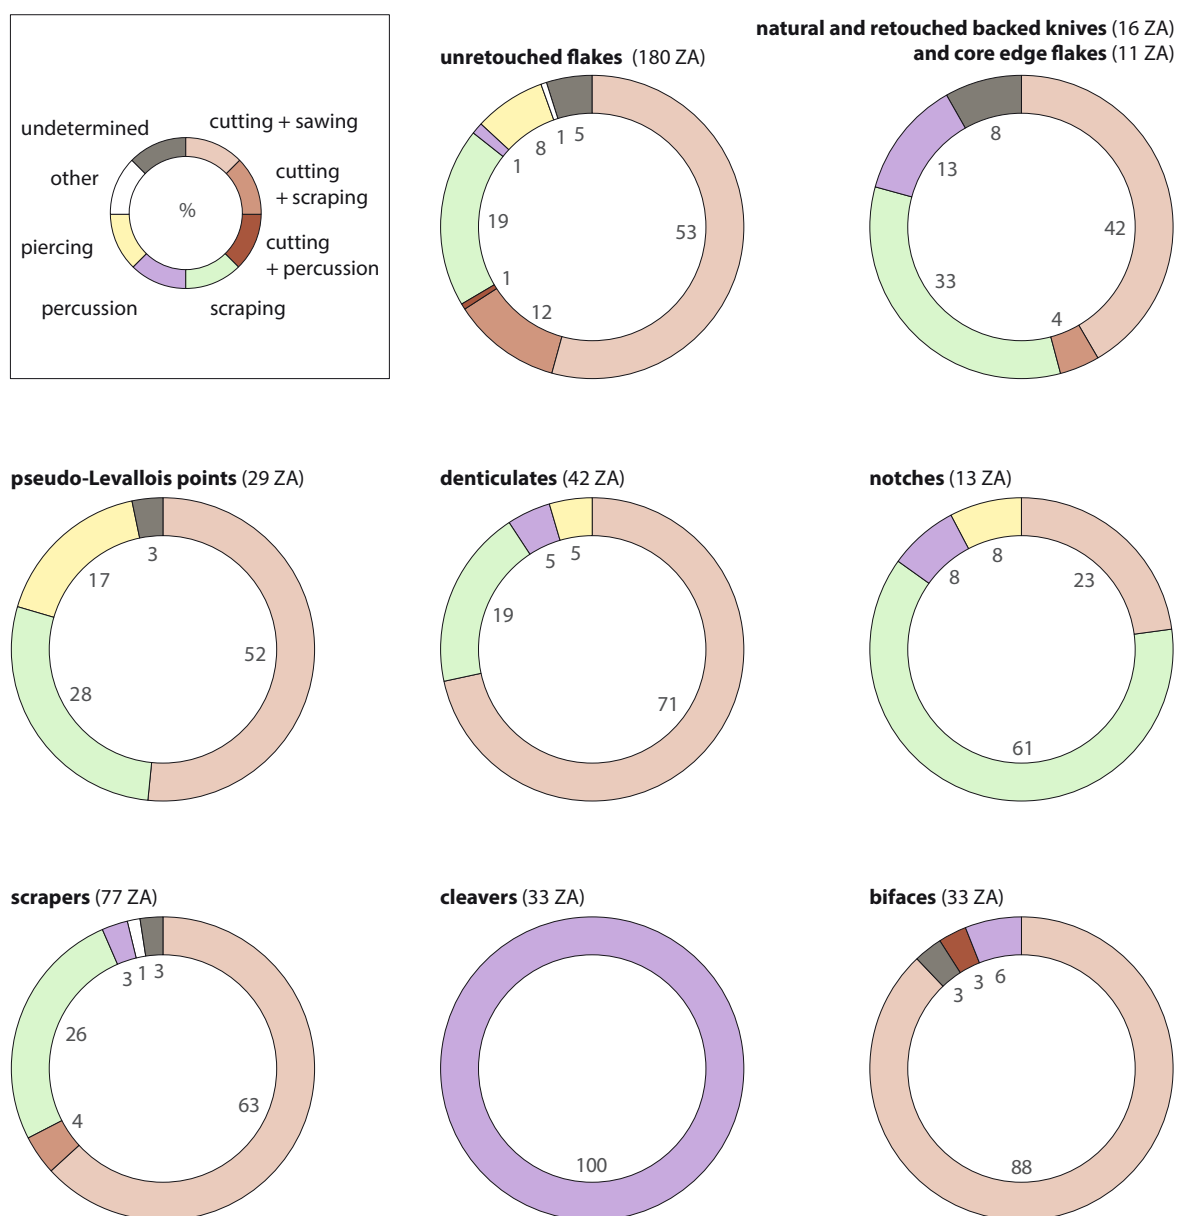 undetermined
cutting + sawing
other
cutting
+ scraping
%
piercing
cutting
+ percussion
percussion
scraping
unretouched flakes (180 ZA)
1
5
8
1
19
53
1
12
natural and retouched backed knives (16 ZA)
and core edge flakes (11 ZA)
8
13
42
33
4
pseudo-Levallois points (29 ZA)
3
17
52
28
denticulates (42 ZA)
5
5
19
71
notches (13 ZA)
8
8
23
61
scrapers (77 ZA)
3
1
3
26
63
4
cleavers (33 ZA)
100
bifaces (33 ZA)
3
3
6
88